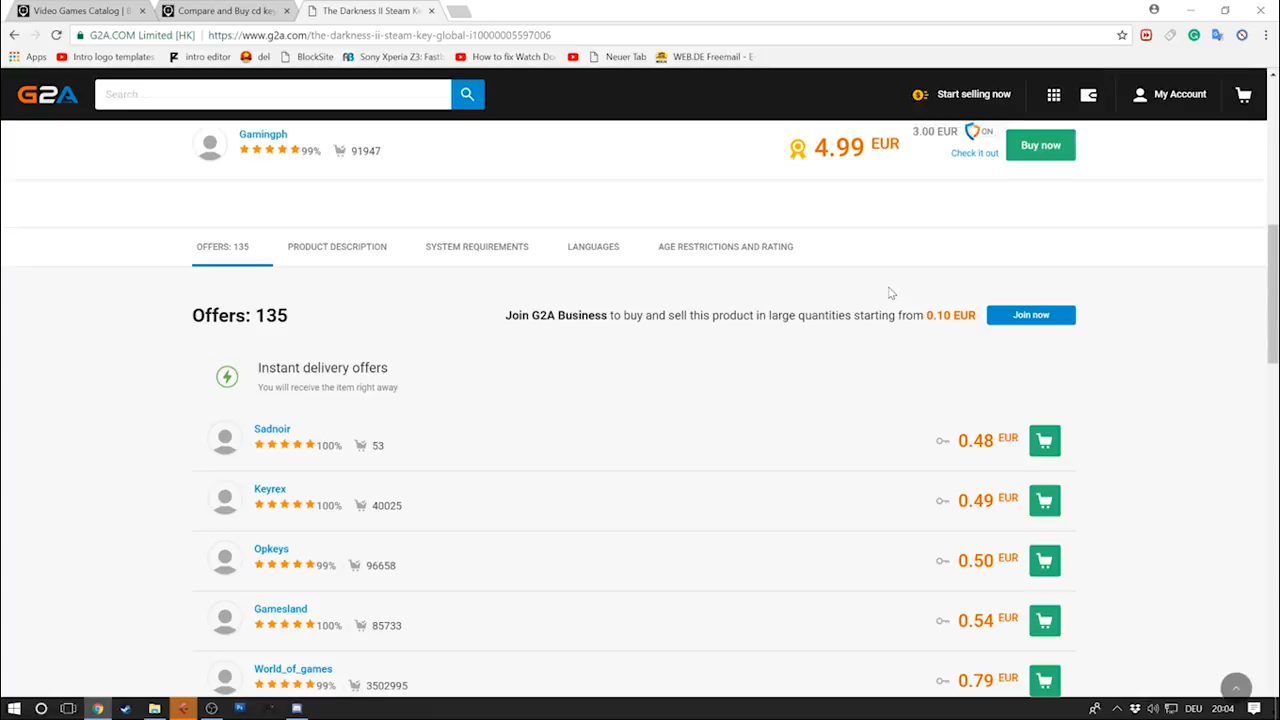 Video Games Catalog | B
Compare and Buy cd key
The Darkness II Steam Ke
G2A.COM Limited [HK]
https://www.g2a.com/the-darkness-ii-steam-key-global-i10000005597006
Apps
Intro logo templates
intro editor
del
BlockSite
Sony Xperia Z3: Fast
How to fix Watch Do
Neuer Tab
WEB.DE Freemail - E
G2A
Search...
Start selling now
My Account
Gamingph
99%
91947
4.99 EUR
3.00 EUR
ON
Check it out
Buy now
OFFERS: 135
PRODUCT DESCRIPTION
SYSTEM REQUIREMENTS
LANGUAGES
AGE RESTRICTIONS AND RATING
Offers: 135
Join G2A Business to buy and sell this product in large quantities starting from 0.10 EUR
Join now
Instant delivery offers
You will receive the item right away
Sadnoir
100%
53
0.48 EUR
Keyrex
100%
40025
0.49 EUR
Opkeys
99%
96658
0.50 EUR
Gamesland
100%
85733
0.54 EUR
World_of_games
99%
3502995
0.79 EUR
DEU
20:04